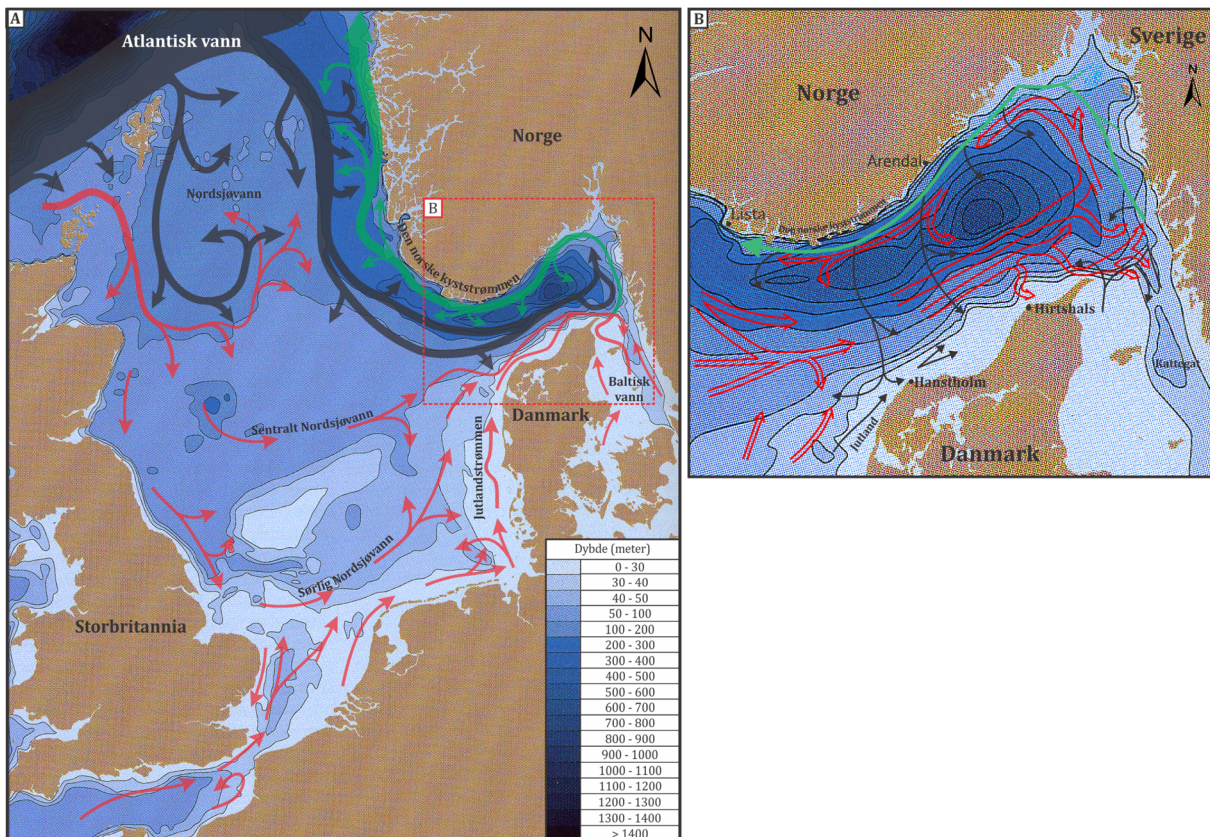 A
Atlantisk vann
N
Norge
Nordsjøvann
B
Den norske kyststrømmen
Baltisk
vann
Danmark
Sentralt Nordsjøvann
Jutlandstrømmen
Sørlig Nordsjøvann
Storbritannia
Dybde (meter)
0 - 30
30 - 40
40 - 50
50 - 100
100 - 200
200 - 300
300 - 400
400 - 500
500 - 600
600 - 700
700 - 800
800 - 900
900 - 1000
1000 - 1100
1100 - 1200
1200 - 1300
1300 - 1400
> 1400
B
Sverige
N
Norge
Arendal
Lista
Den norske kyststrømmen
Hirtshals
Kattegat
Hanstholm
Jutland
Danmark